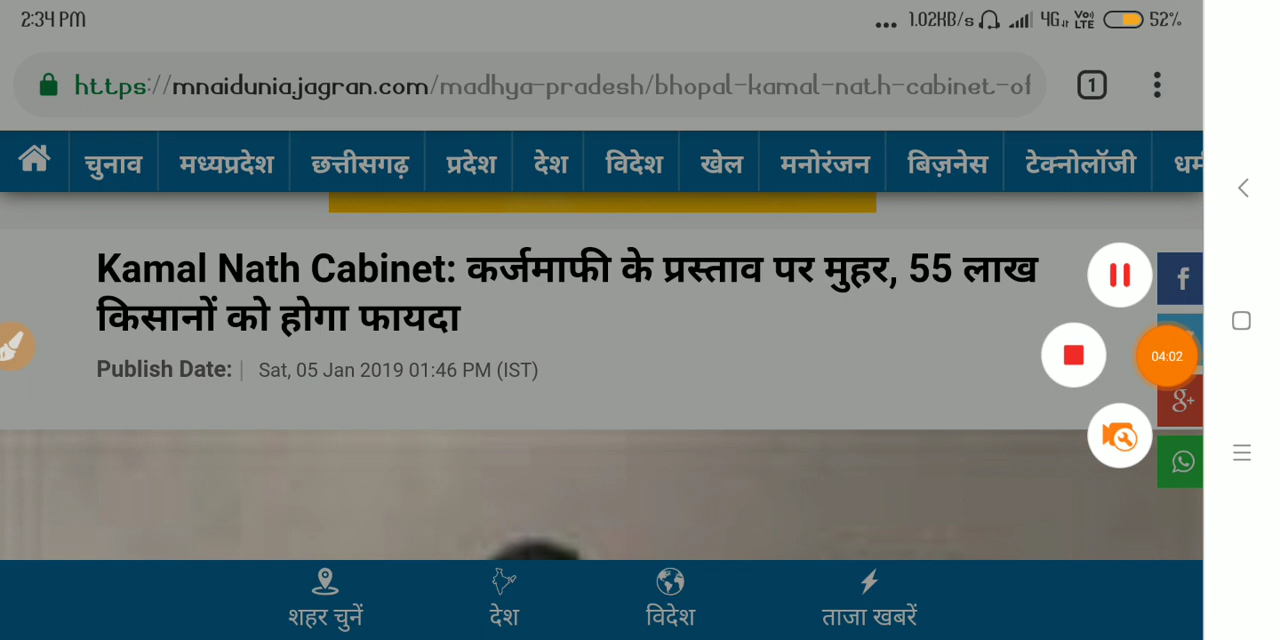 2:34 PM
1.02KB/s 4G Vo)) LTE 52%
https://mnaidunia.jagran.com/madhya-pradesh/bhopal-kamal-nath-cabinet-of
1
चुनाव मध्यप्रदेश छत्तीसगढ़ प्रदेश देश विदेश खेल मनोरंजन बिज़नेस टेक्नोलॉजी
Kamal Nath Cabinet: कर्जमाफी के प्रस्ताव पर मुहर, 55 लाख
किसानों को होगा फायदा
Publish Date: | Sat, 05 Jan 2019 01:46 PM (IST)
f
04:02
g+
शहर चुनें देश विदेश ताजा खबरें